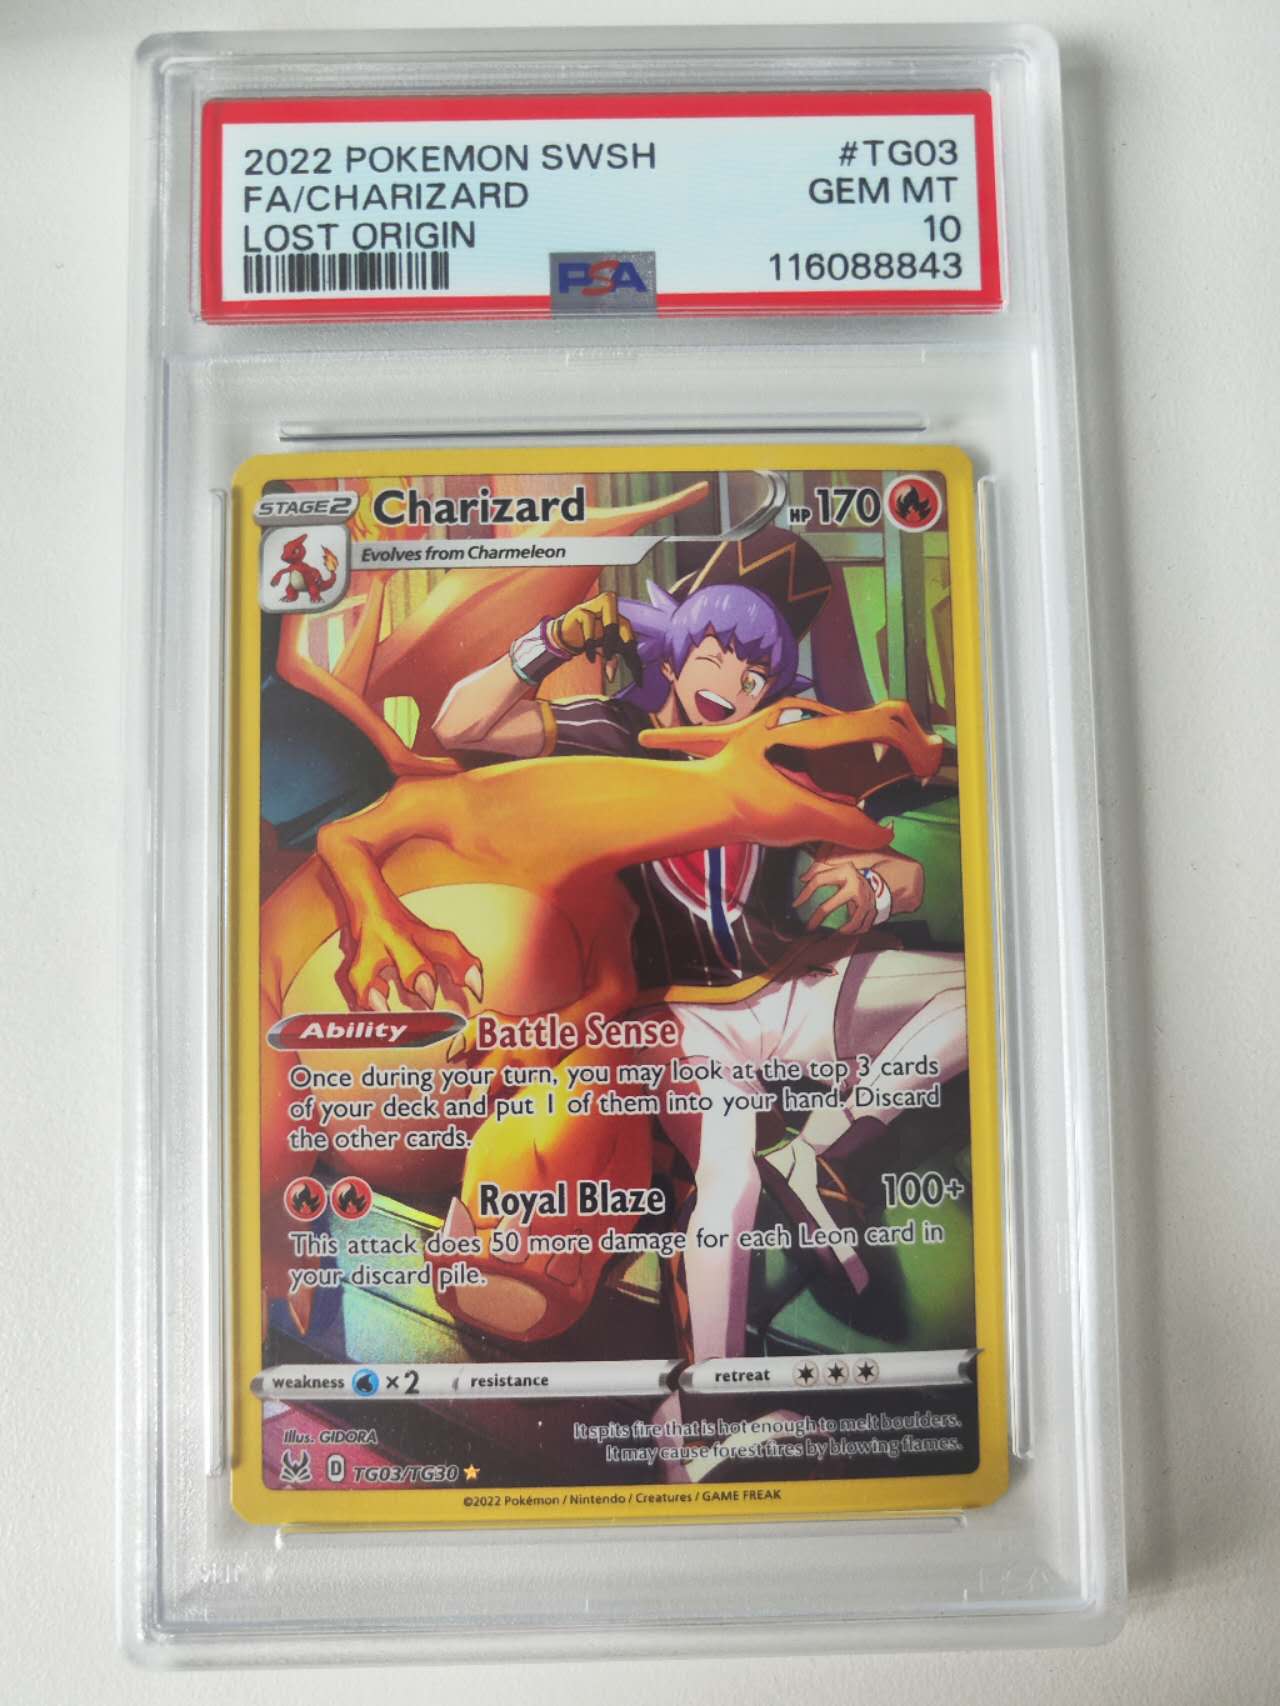 2022 POKEMON SWSH #TG03
FA/CHARIZARD GEM MT
LOST ORIGIN 10
PSA 116088843
STAGE 2 Charizard HP 170
Evolves from Charmeleon
Ability Battle Sense
Once during your turn, you may look at the top 3 cards
of your deck and put 1 of them into your hand. Discard
the other cards.
Royal Blaze 100+
This attack does 50 more damage for each Leon card in
your discard pile.
weakness ×2 resistance retreat
It spits fire that is hot enough to melt boulders.
It may cause forest fires by blowing flames.
Illus. GIDORA
D TG03/TG30
©2022 Pokémon / Nintendo / Creatures / GAME FREAK